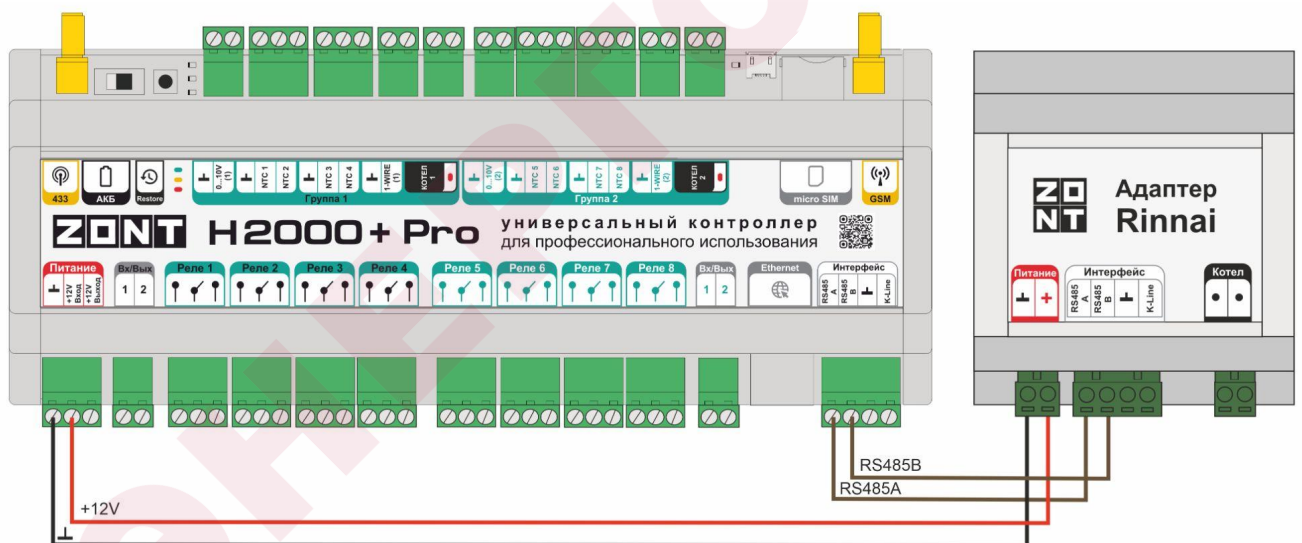 433
АКБ
Restore
0...10V (1)
NTC 1
NTC 2
NTC 3
NTC 4
1-WIRE (1)
КОТЕЛ 1
Группа 1
0...10V (2)
NTC 5
NTC 6
NTC 7
NTC 8
1-WIRE (2)
КОТЕЛ 2
Группа 2
micro SIM
GSM
ZONT H2000+ Pro
универсальный контроллер
для профессионального использования
Питание
+12V Вход
+12V Выход
Вх/Вых
1 2
Реле 1
Реле 2
Реле 3
Реле 4
Реле 5
Реле 6
Реле 7
Реле 8
Вх/Вых
1 2
Ethernet
Интерфейс
RS485 A
RS485 B
K-Line
ZONT
Адаптер
Rinnai
Питание
+
Интерфейс
RS485 A
RS485 B
K-Line
Котел
RS485B
RS485A
+12V